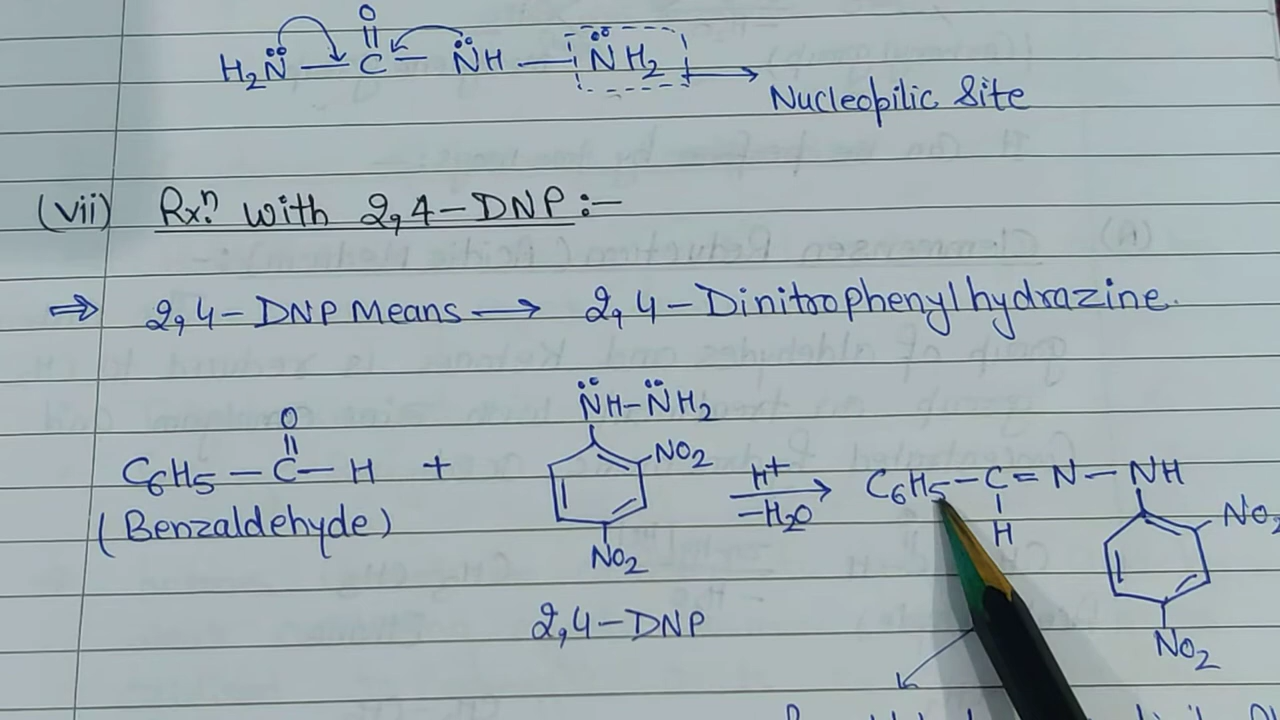 O
H₂N̈ — C — N̈H — N̈H₂ → Nucleopilic Site
(vii) Rxⁿ. With 2,4-DNP:-
⇒ 2,4-DNP Means → 2,4-Dinitrophenylhydrazine.
O N̈H-N̈H₂
C₆H₅ — C — H + NO₂ H⁺ → -H₂O C₆H₅-C=N-NH
(Benzaldehyde) H NO₂
NO₂
2,4-DNP NO₂